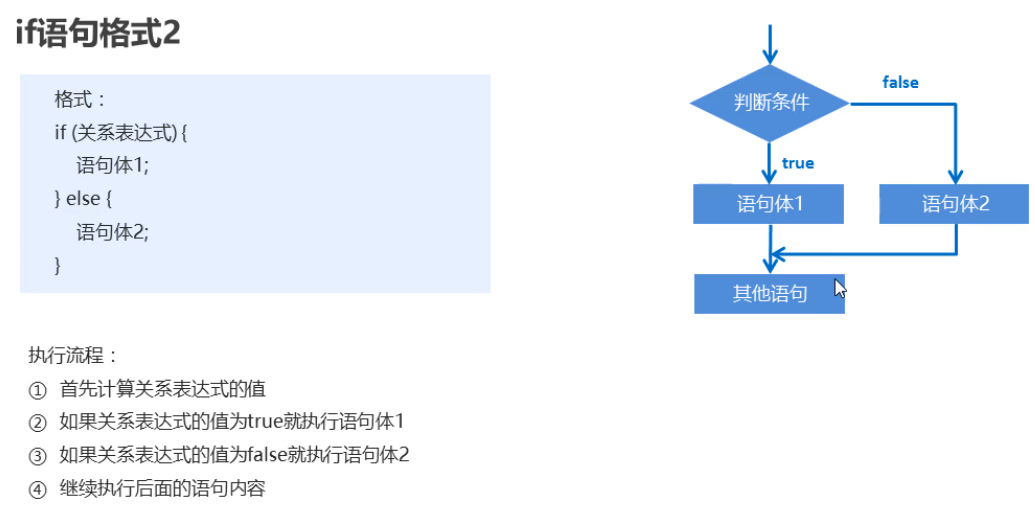 if语句格式2
格式：
if (关系表达式) {
语句体1;
} else {
语句体2;
}
判断条件
false
true
语句体1
语句体2
其他语句
执行流程：
① 首先计算关系表达式的值
② 如果关系表达式的值为true就执行语句体1
③ 如果关系表达式的值为false就执行语句体2
④ 继续执行后面的语句内容